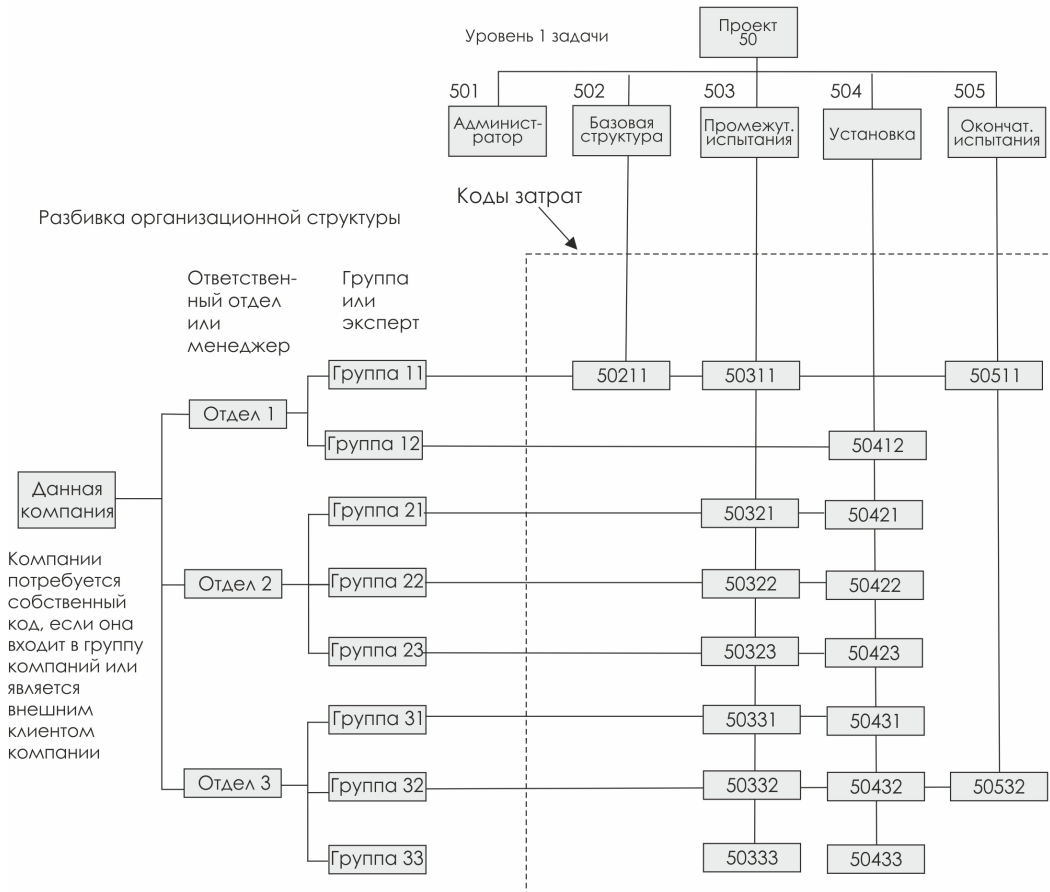 Проект
50
Уровень 1 задачи
501
502
503
504
505
Админист-
ратор
Базовая
структура
Промежут.
испытания
Установка
Окончат.
испытания
Коды затрат
Разбивка организационной структуры
Ответствен-
ный отдел
или
менеджер
Группа
или
эксперт
Группа 11
50211
50311
50511
Отдел 1
Группа 12
50412
Данная
компания
Группа 21
50321
50421
Компании
потребуется
собственный
код, если она
входит в группу
компаний или
является
внешним
клиентом
компании
Отдел 2
Группа 22
50322
50422
Группа 23
50323
50423
Группа 31
50331
50431
Отдел 3
Группа 32
50332
50432
50532
Группа 33
50333
50433